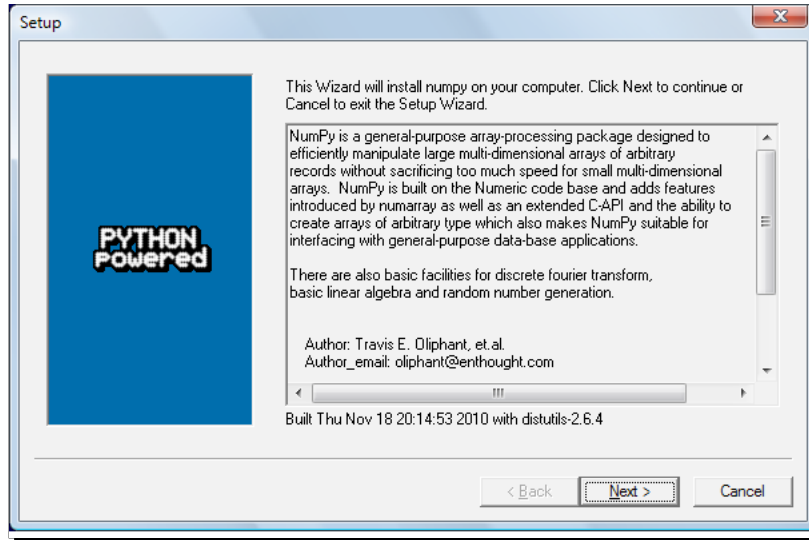 Setup
This Wizard will install numpy on your computer. Click Next to continue or
Cancel to exit the Setup Wizard.
PYTHON
Powered
NumPy is a general-purpose array-processing package designed to
efficiently manipulate large multi-dimensional arrays of arbitrary
records without sacrificing too much speed for small multi-dimensional
arrays.  NumPy is built on the Numeric code base and adds features
introduced by numarray as well as an extended C-API and the ability to
create arrays of arbitrary type which also makes NumPy suitable for
interfacing with general-purpose data-base applications.
There are also basic facilities for discrete fourier transform,
basic linear algebra and random number generation.
Author: Travis E. Oliphant, et.al.
Author_email: oliphant@enthought.com
Built Thu Nov 18 20:14:53 2010 with distutils-2.6.4
< Back
Next >
Cancel